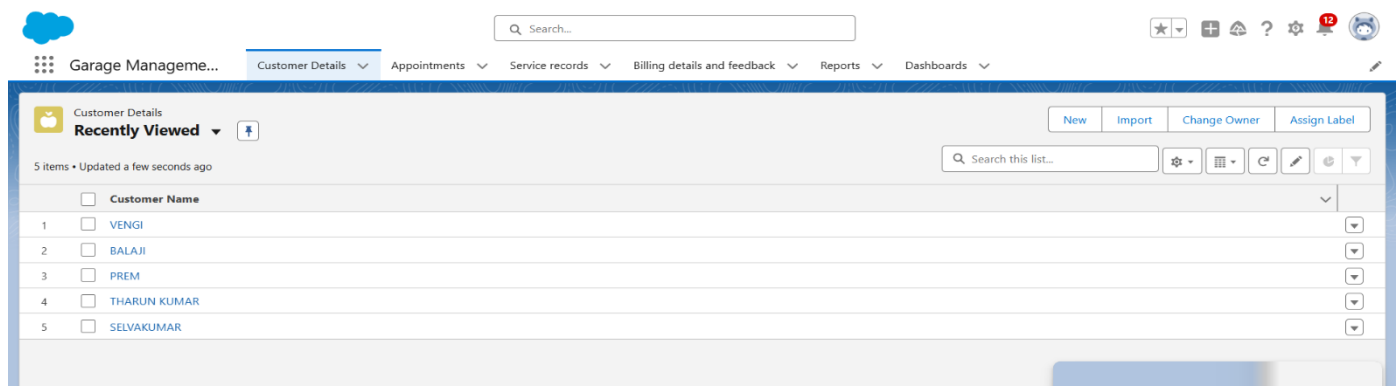 Search...
12
Garage Manageme... Customer Details Appointments Service records Billing details and feedback Reports Dashboards
Customer Details
Recently Viewed
New Import Change Owner Assign Label
5 items • Updated a few seconds ago
Search this list...
Customer Name
1 VENGI
2 BALAJI
3 PREM
4 THARUN KUMAR
5 SELVAKUMAR